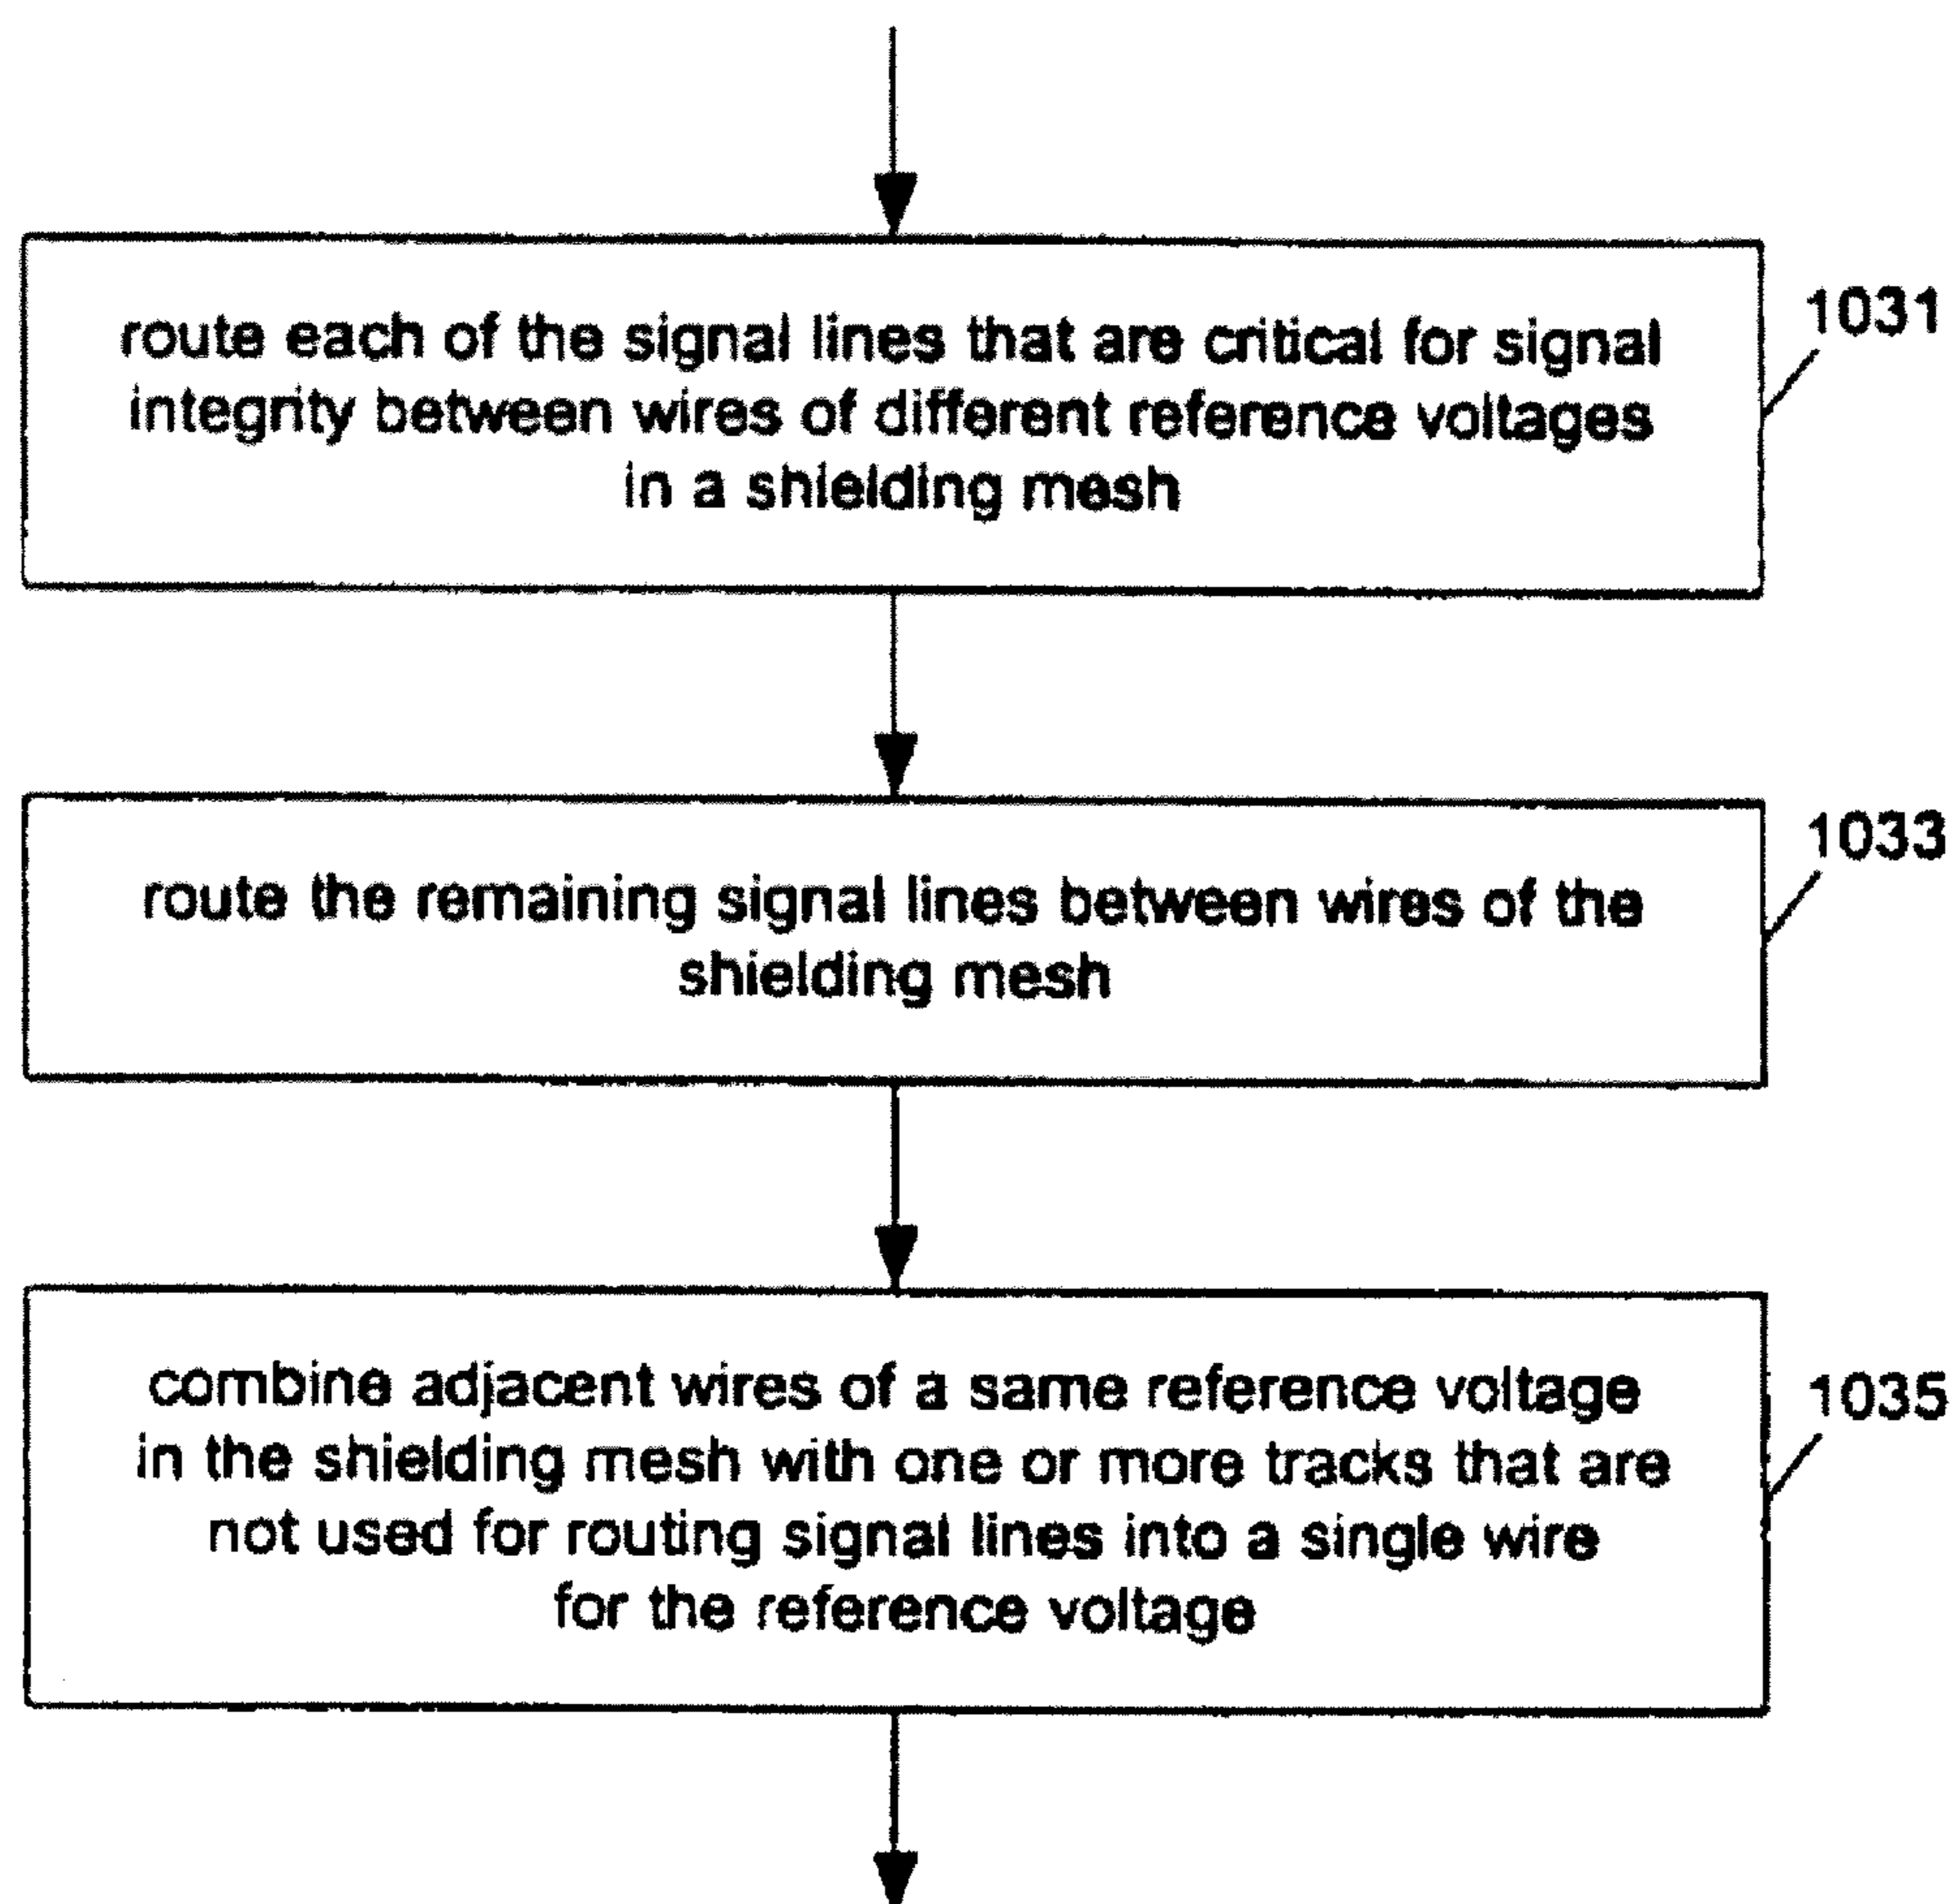 route each of the signal lines that are critical for signal
integrity between wires of different reference voltages
in a shielding mesh
1031
route the remaining signal lines between wires of the
shielding mesh
1033
combine adjacent wires of a same reference voltage
in the shielding mesh with one or more tracks that are
not used for routing signal lines into a single wire
for the reference voltage
1035